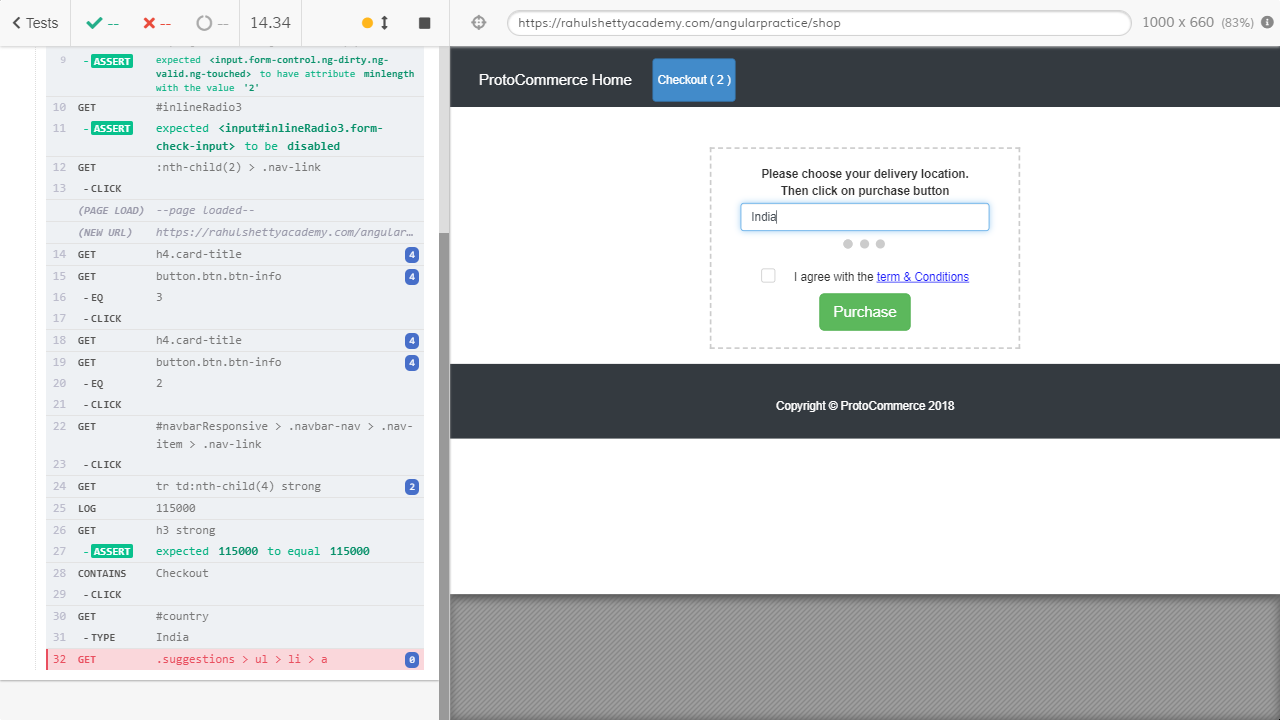 Tests
--
--
--
14.34
https://rahulshettyacademy.com/angularpractice/shop
1000 x 660 (83%)
9 - ASSERT expected <input.form-control.ng-dirty.ng-
valid.ng-touched> to have attribute minlength
with the value '2'
10 GET #inlineRadio3
11 - ASSERT expected <input#inlineRadio3.form-
check-input> to be disabled
12 GET :nth-child(2) > .nav-link
13 - CLICK
(PAGE LOAD) --page loaded--
(NEW URL) https://rahulshettyacademy.com/angular…
14 GET h4.card-title 4
15 GET button.btn.btn-info 4
16 - EQ 3
17 - CLICK
18 GET h4.card-title 4
19 GET button.btn.btn-info 4
20 - EQ 2
21 - CLICK
22 GET #navbarResponsive > .navbar-nav > .nav-
item > .nav-link
23 - CLICK
24 GET tr td:nth-child(4) strong 2
25 LOG 115000
26 GET h3 strong
27 - ASSERT expected 115000 to equal 115000
28 CONTAINS Checkout
29 - CLICK
30 GET #country
31 - TYPE India
32 GET .suggestions > ul > li > a 0
ProtoCommerce Home
Checkout ( 2 )
Please choose your delivery location.
Then click on purchase button
India
I agree with the term & Conditions
Purchase
Copyright © ProtoCommerce 2018